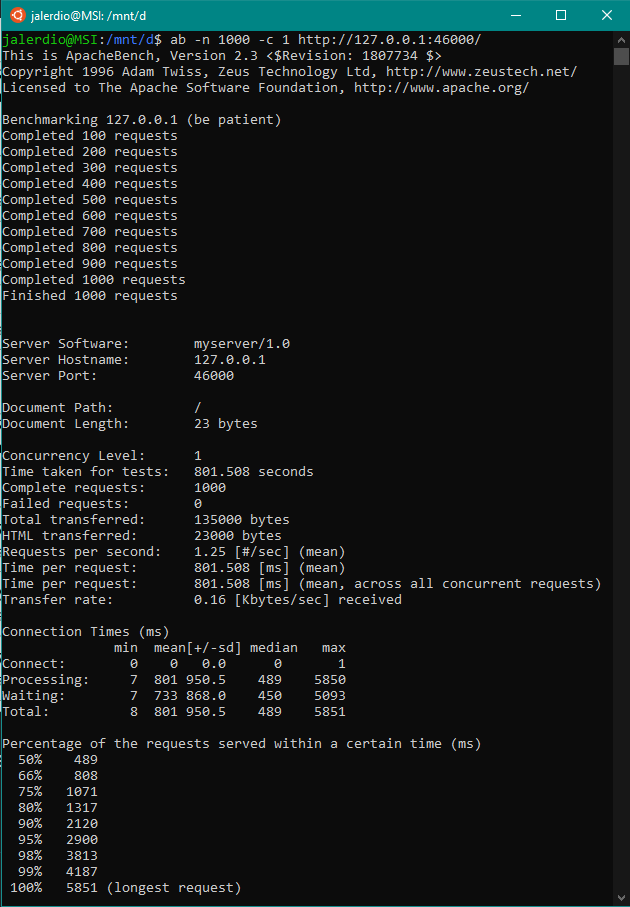 jalerdio@MSI: /mnt/d
jalerdio@MSI:/mnt/d$ ab -n 1000 -c 1 http://127.0.0.1:46000/
This is ApacheBench, Version 2.3 <$Revision: 1807734 $>
Copyright 1996 Adam Twiss, Zeus Technology Ltd, http://www.zeustech.net/
Licensed to The Apache Software Foundation, http://www.apache.org/

Benchmarking 127.0.0.1 (be patient)
Completed 100 requests
Completed 200 requests
Completed 300 requests
Completed 400 requests
Completed 500 requests
Completed 600 requests
Completed 700 requests
Completed 800 requests
Completed 900 requests
Completed 1000 requests
Finished 1000 requests


Server Software:        myserver/1.0
Server Hostname:        127.0.0.1
Server Port:            46000

Document Path:          /
Document Length:        23 bytes

Concurrency Level:      1
Time taken for tests:   801.508 seconds
Complete requests:      1000
Failed requests:        0
Total transferred:      135000 bytes
HTML transferred:       23000 bytes
Requests per second:    1.25 [#/sec] (mean)
Time per request:       801.508 [ms] (mean)
Time per request:       801.508 [ms] (mean, across all concurrent requests)
Transfer rate:          0.16 [Kbytes/sec] received

Connection Times (ms)
              min  mean[+/-sd] median   max
Connect:        0    0   0.0      0       1
Processing:     7  801 950.5    489    5850
Waiting:        7  733 868.0    450    5093
Total:          8  801 950.5    489    5851

Percentage of the requests served within a certain time (ms)
  50%    489
  66%    808
  75%   1071
  80%   1317
  90%   2120
  95%   2900
  98%   3813
  99%   4187
 100%   5851 (longest request)